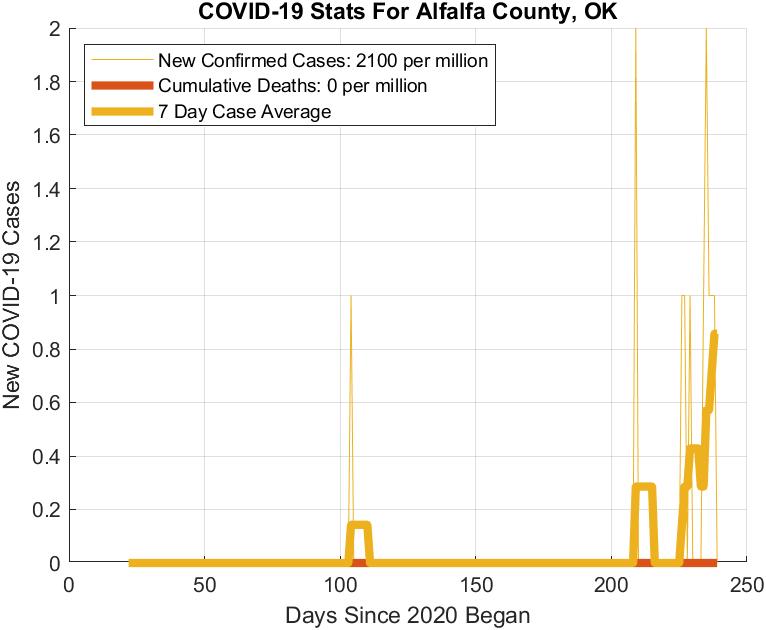 COVID-19 Stats For Alfalfa County, OK
New Confirmed Cases: 2100 per million
Cumulative Deaths: 0 per million
7 Day Case Average
New COVID-19 Cases
2
1.8
1.6
1.4
1.2
1
0.8
0.6
0.4
0.2
0
0 50 100 150 200 250
Days Since 2020 Began